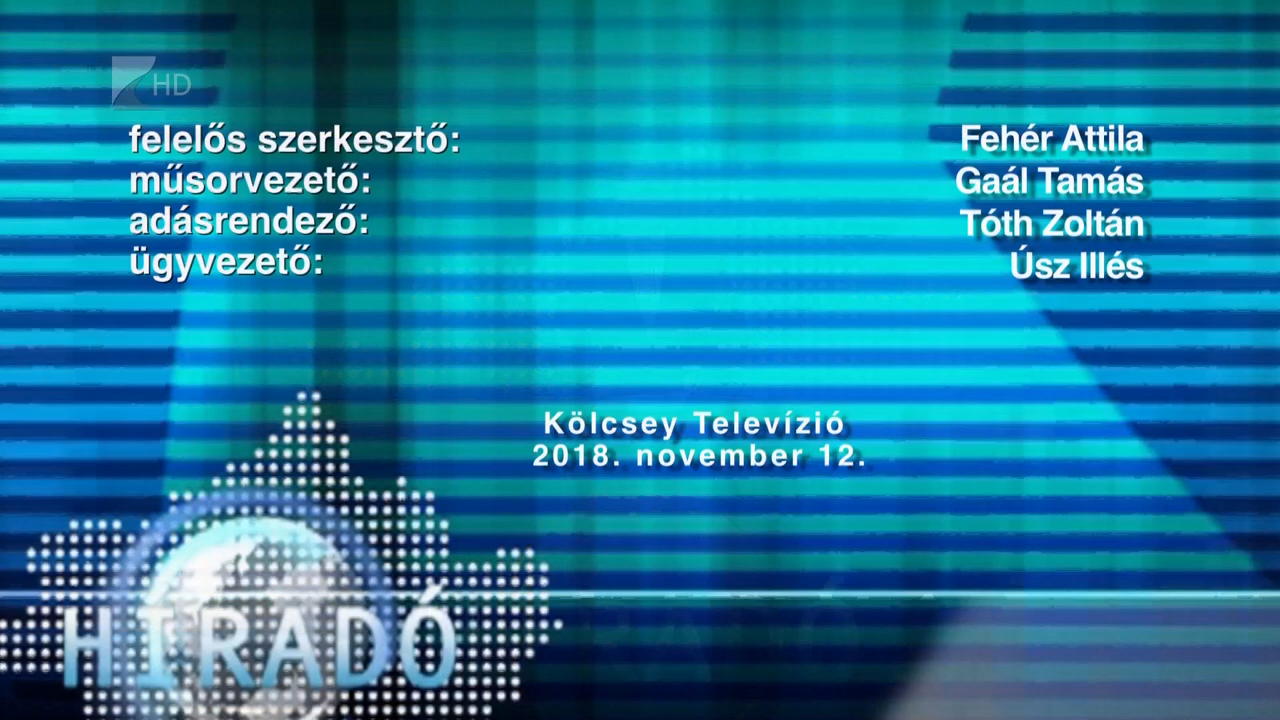 HD
felelős szerkesztő: Fehér Attila
műsorvezető: Gaál Tamás
adásrendező: Tóth Zoltán
ügyvezető: Úsz Illés
Kölcsey Televízió
2018. november 12.
HÍRADÓ